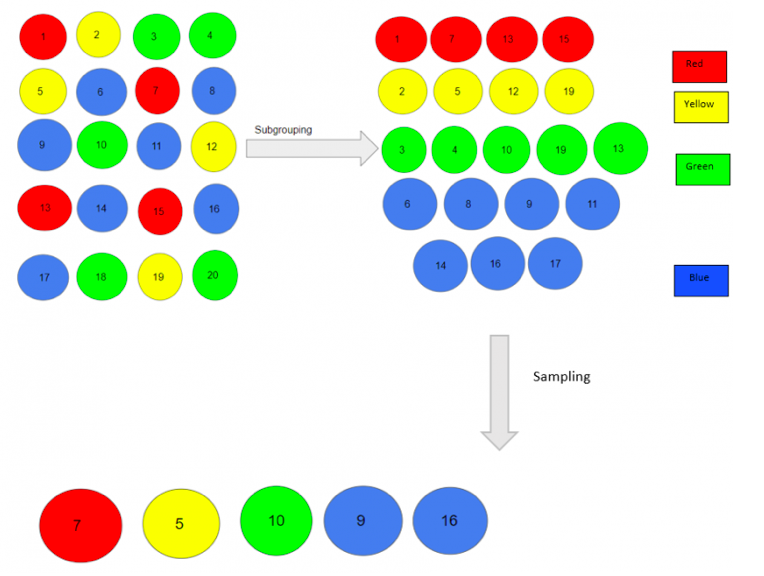 1 2 3 4
5 6 7 8
9 10 11 12
13 14 15 16
17 18 19 20
Subgrouping
1 7 13 15
2 5 12 19
3 4 10 19 13
6 8 9 11
14 16 17
Red
Yellow
Green
Blue
Sampling
7 5 10 9 16